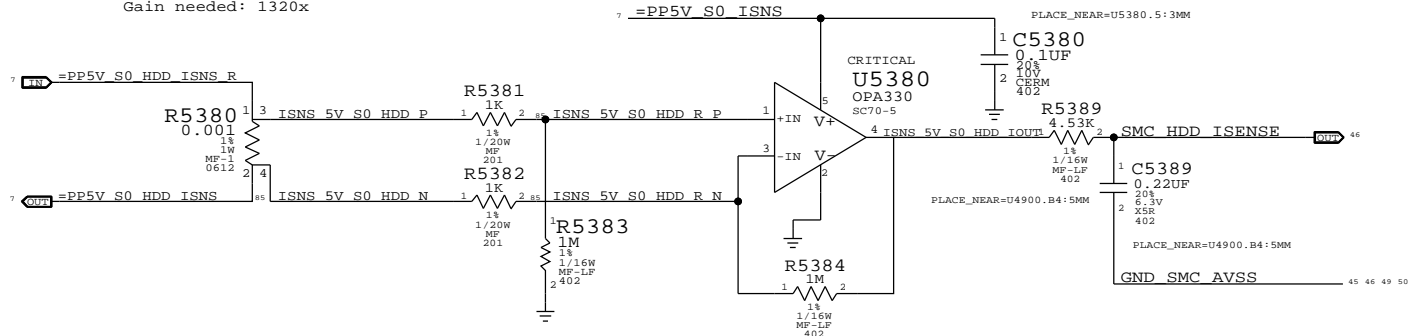 Gain needed: 1320x
7 =PP5V_S0_ISNS
PLACE_NEAR=U5380.5:3MM
1
C5380
0.1UF
20%
10V
CERM
402
2
CRITICAL
U5380
OPA330
SC70-5
5
V+
1
+IN
3
-IN
V-
2
4
7 IN =PP5V_S0_HDD_ISNS_R
R5380
0.001
1%
1W
MF-1
0612
1 3
2 4
ISNS_5V_S0_HDD_P
R5381
1K
1 2
1%
1/20W
MF
201
85 ISNS_5V_S0_HDD_R_P
7 OUT =PP5V_S0_HDD_ISNS
85 ISNS_5V_S0_HDD_N
R5382
1K
1 2
1%
1/20W
MF
201
85 ISNS_5V_S0_HDD_R_N
1
R5383
1M
1%
1/16W
MF-LF
402
2
R5384
1M
1 2
1%
1/16W
MF-LF
402
ISNS_5V_S0_HDD_IOUT
R5389
4.53K
1 2
1%
1/16W
MF-LF
402
SMC_HDD_ISENSE OUT 46
1
C5389
0.22UF
20%
6.3V
X5R
402
2
PLACE_NEAR=U4900.B4:5MM
PLACE_NEAR=U4900.B4:5MM
GND_SMC_AVSS 45 46 49 50